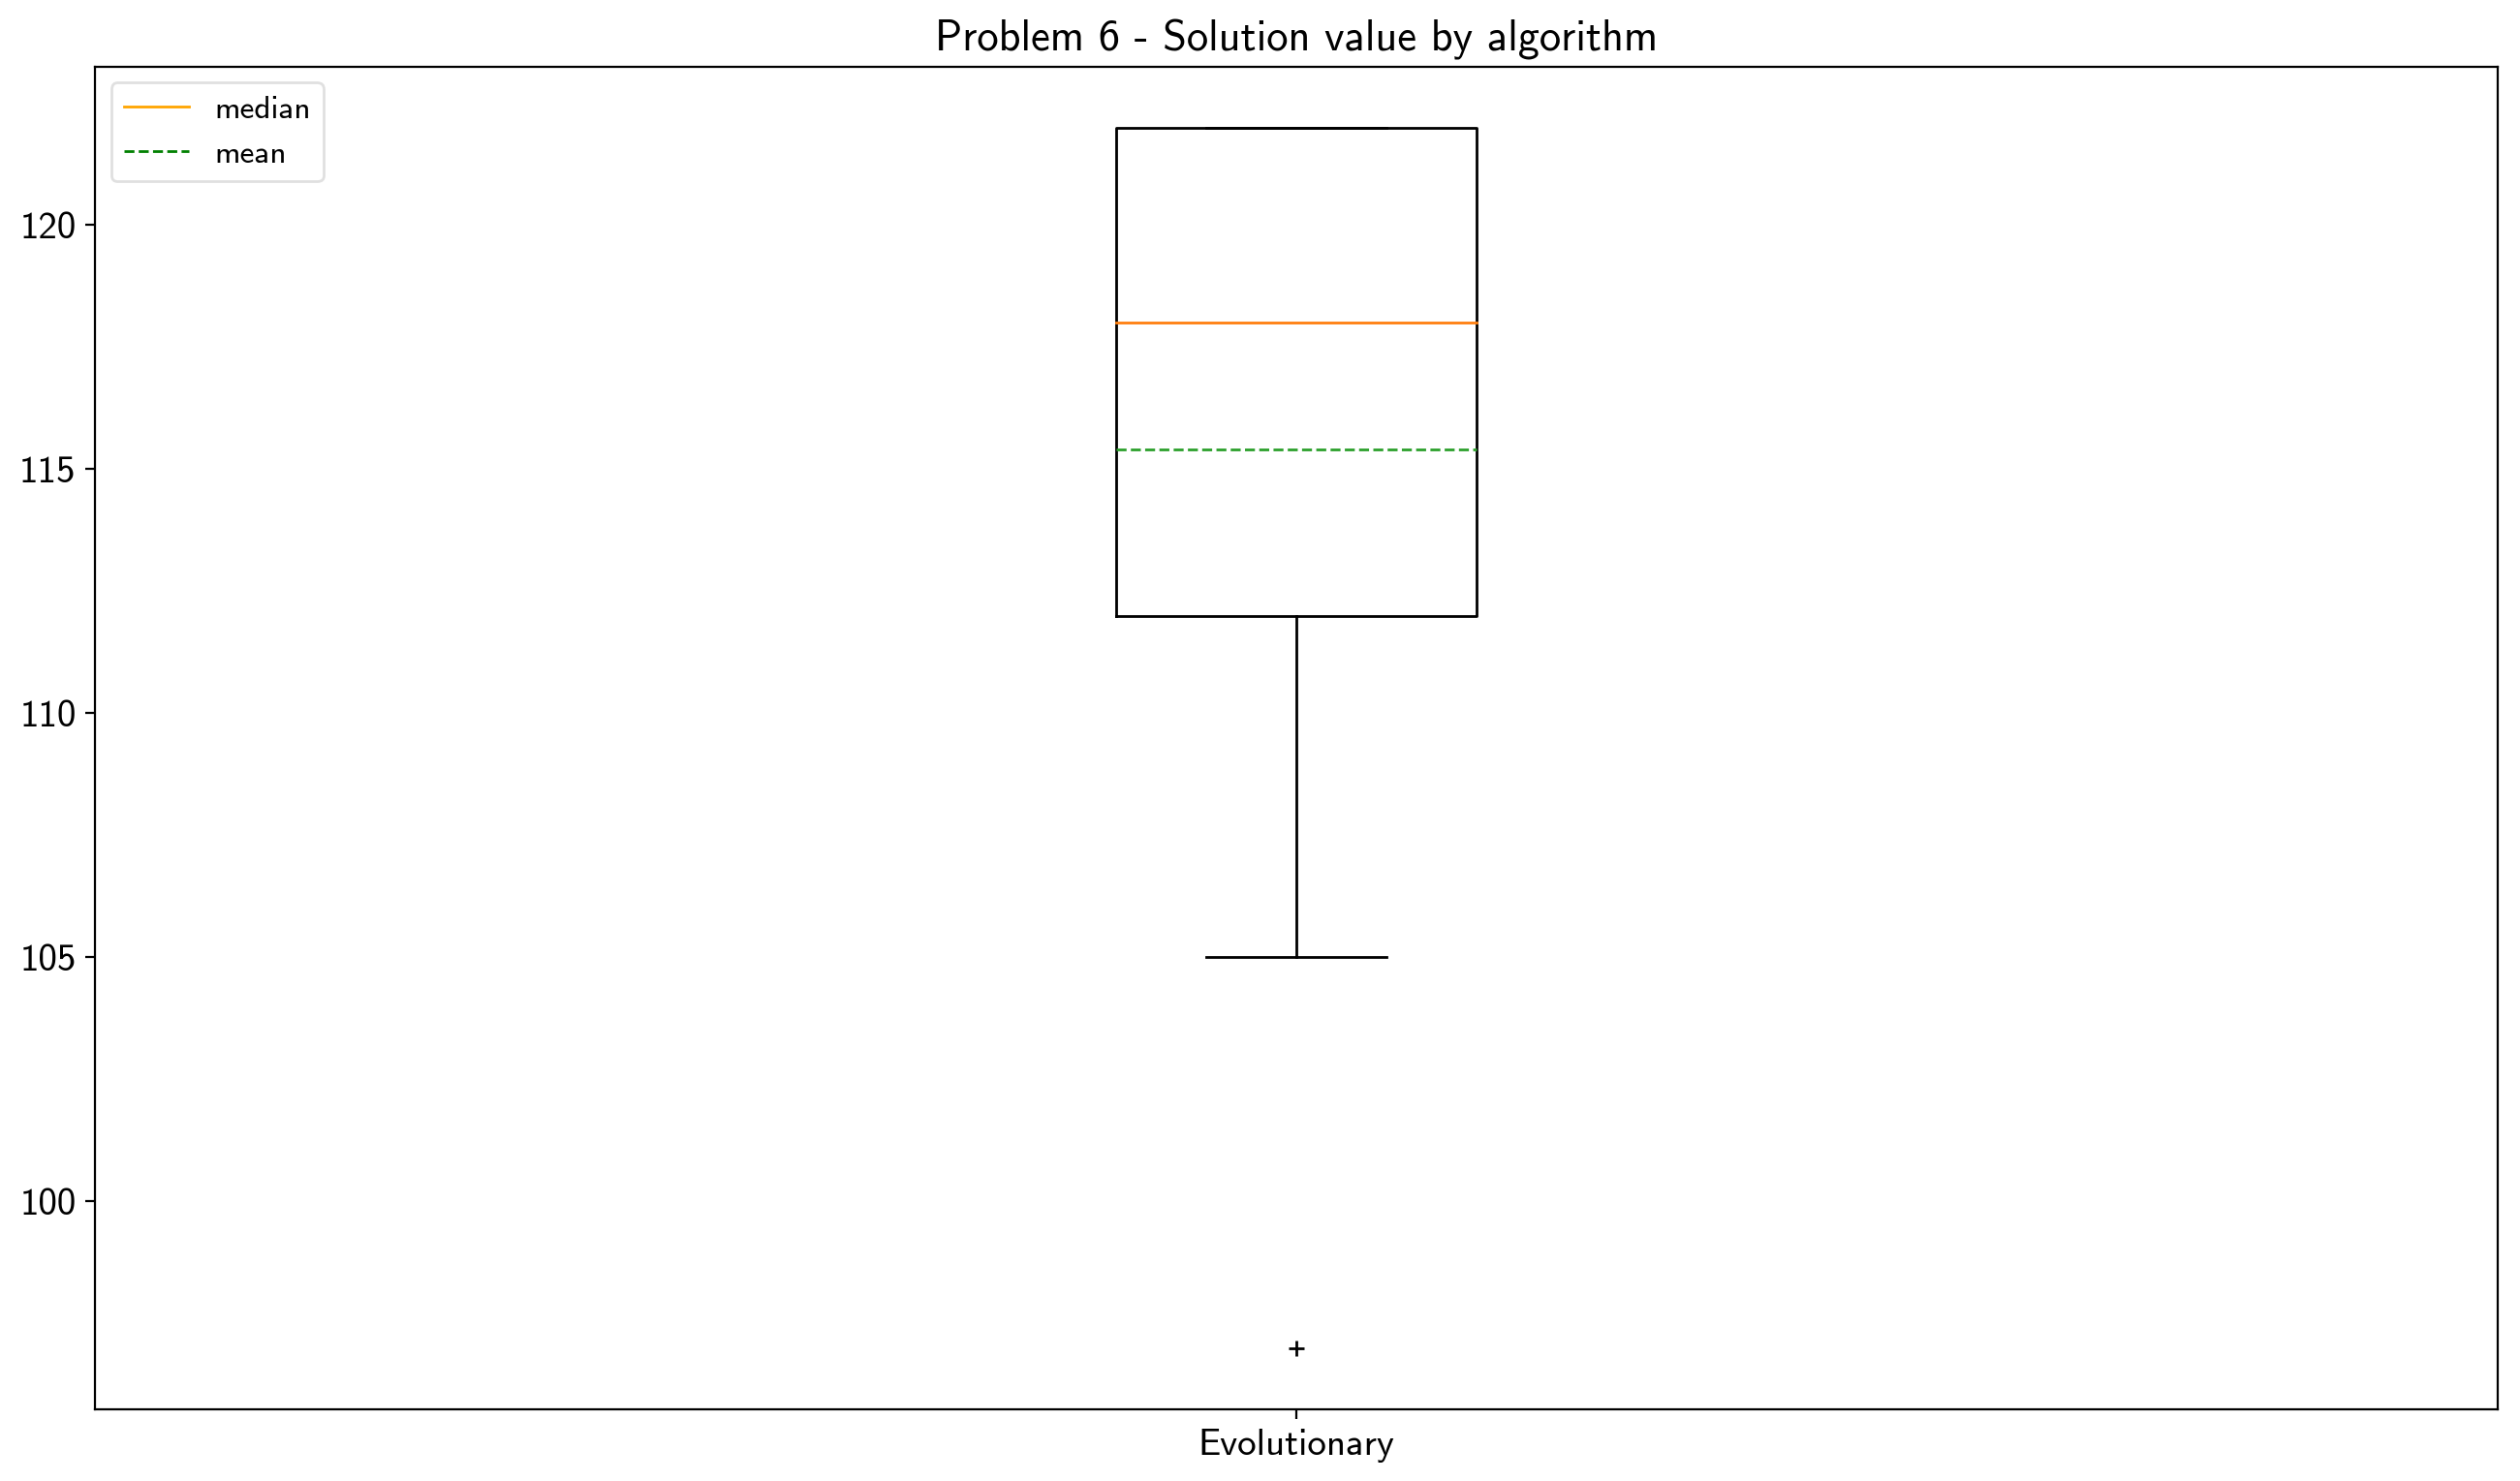 Problem 6 - Solution value by algorithm
median
mean
120
115
110
105
100
Evolutionary